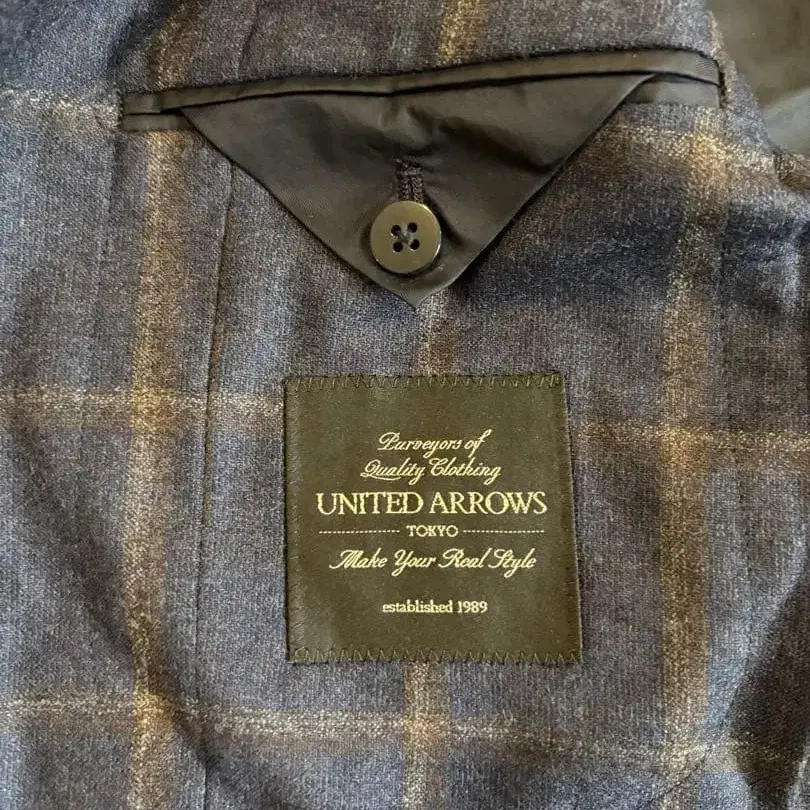 Purveyors of
Quality Clothing
UNITED ARROWS
TOKYO
Make Your Real Style
established 1989